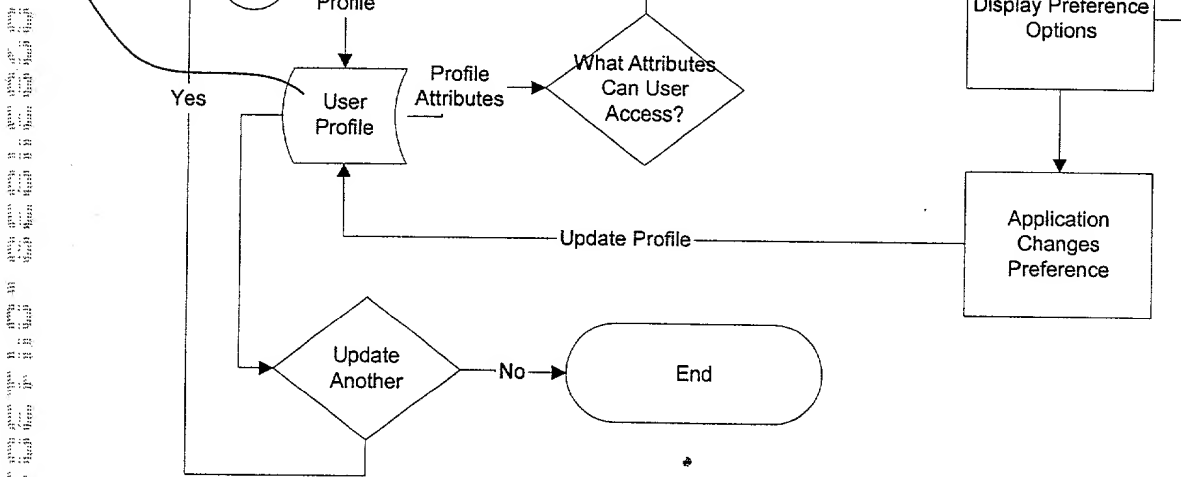 Profile
Display Preference
Options
What Attributes
Can User
Access?
Profile
Attributes
User
Profile
Yes
Application
Changes
Preference
Update Profile
Update
Another
No
End